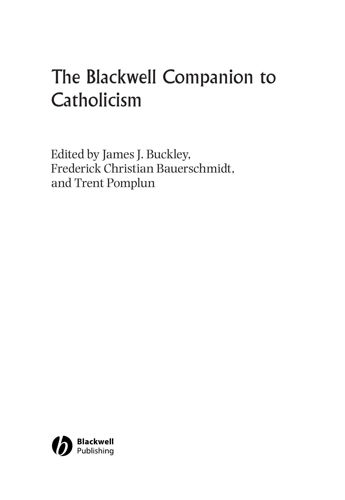 The Blackwell Companion to
Catholicism
Edited by James J. Buckley,
Frederick Christian Bauerschmidt,
and Trent Pomplun
b
Blackwell
Publishing